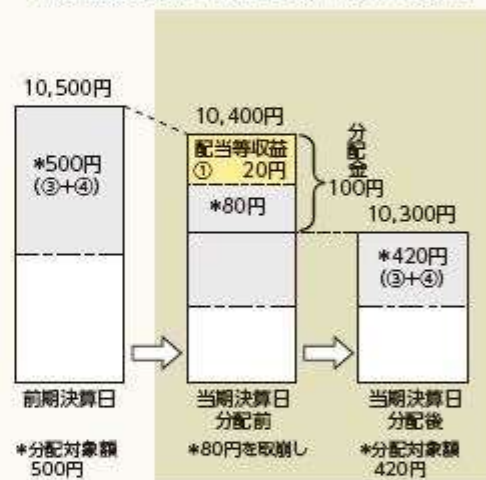 10,500円
*500円
(③+④)
前期決算日
*分配対象額
500円
10,400円
配当等収益
① 20円
*80円
分配金
100円
当期決算日
分配前
*80円を取崩し
10,300円
*420円
(③+④)
当期決算日
分配後
*分配対象額
420円